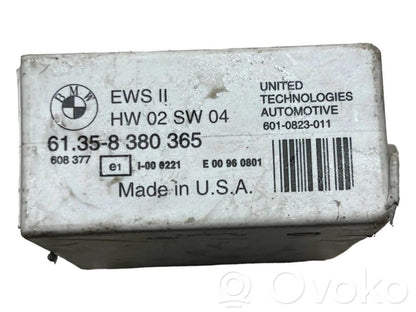 BMW
EWS II
HW 02 SW 04
61.35-8 380 365
608 377
e1
I-00 0221
E 00 96 0801
Made in U.S.A.
UNITED
TECHNOLOGIES
AUTOMOTIVE
601-0823-011
Ovoko